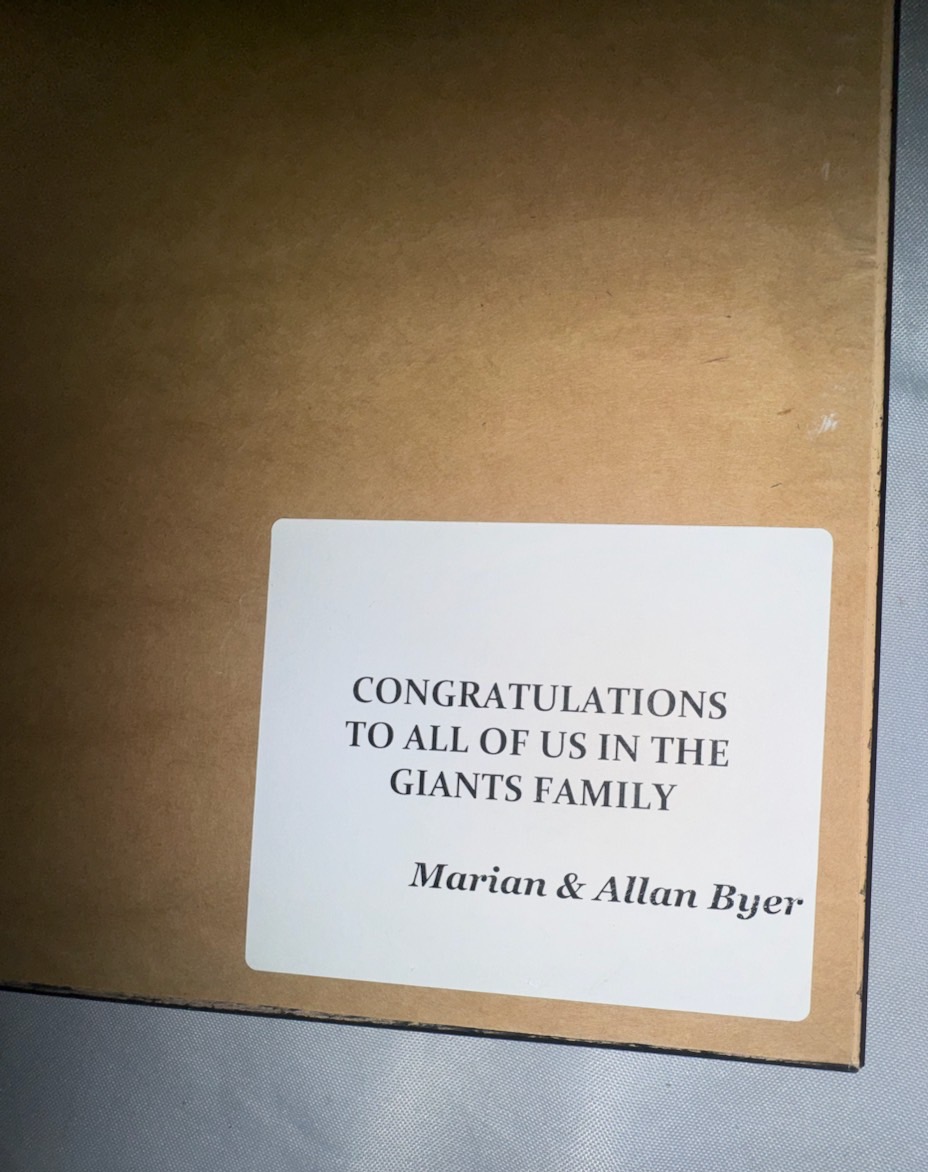 CONGRATULATIONS
TO ALL OF US IN THE
GIANTS FAMILY
Marian & Allan Byer